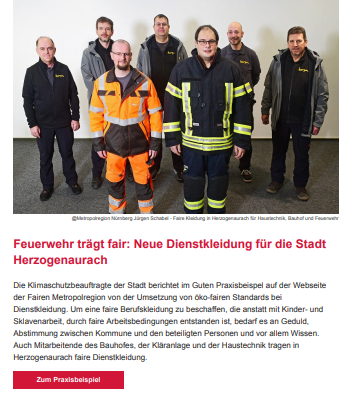 @Metropolregion Nürnberg Jürgen Schabel - Faire Kleidung in Herzogenaurach für Haustechnik, Bauhof und Feuerwehr
Feuerwehr trägt fair: Neue Dienstkleidung für die Stadt
Herzogenaurach
Die Klimaschutzbeauftragte der Stadt berichtet im Guten Praxisbeispiel auf der Webseite
der Fairen Metropolregion von der Umsetzung von öko-fairen Standards bei
Dienstkleidung. Um eine faire Berufskleidung zu beschaffen, die anstatt mit Kinder- und
Sklavenarbeit, durch faire Arbeitsbedingungen entstanden ist, bedarf es an Geduld,
Abstimmung zwischen Kommune und den beteiligten Personen und vor allem Wissen.
Auch Mitarbeitende des Bauhofes, der Kläranlage und der Haustechnik tragen in
Herzogenaurach faire Dienstkleidung.
Zum Praxisbeispiel